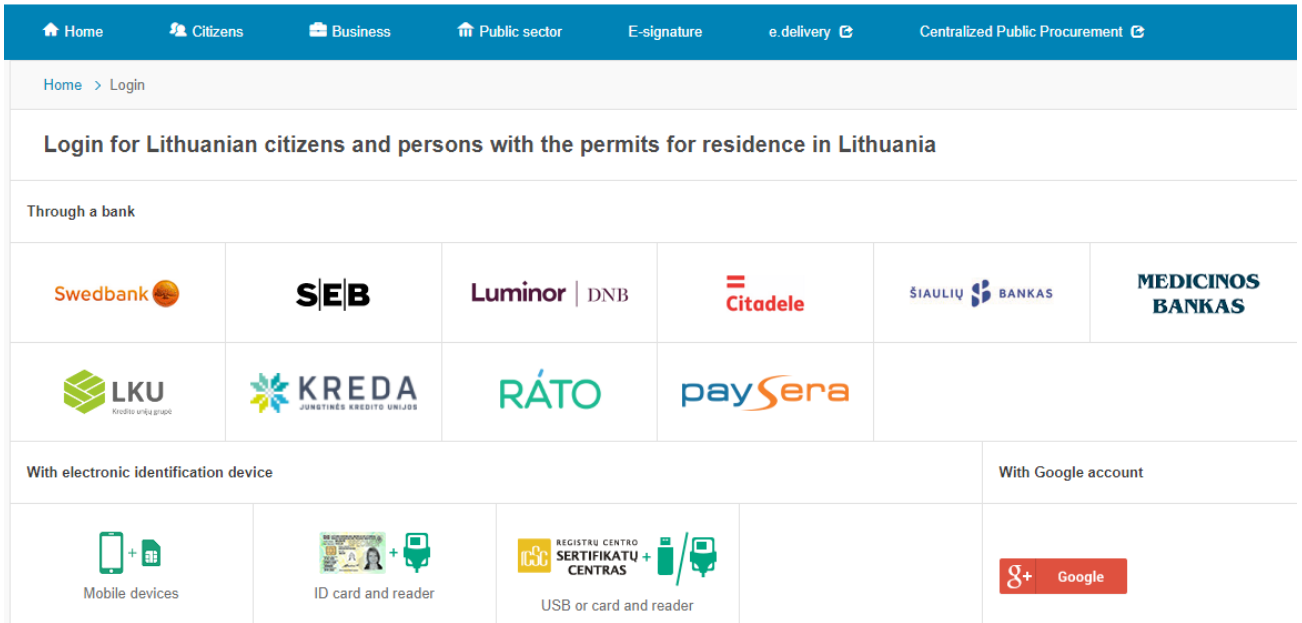 Home Citizens Business Public sector E-signature e.delivery Centralized Public Procurement
Home > Login
Login for Lithuanian citizens and persons with the permits for residence in Lithuania
Through a bank
Swedbank S|E|B Luminor | DNB Citadele ŠIAULIŲ BANKAS MEDICINOS
BANKAS
LKU
Kredito unijų grupė
KREDA
JUNGTINĖS KREDITO UNIJOS
RÁTO
paysera
With electronic identification device With Google account
Mobile devices
ID card and reader
REGISTRŲ CENTRO
SERTIFIKATŲ
CENTRAS
USB or card and reader
g+ Google